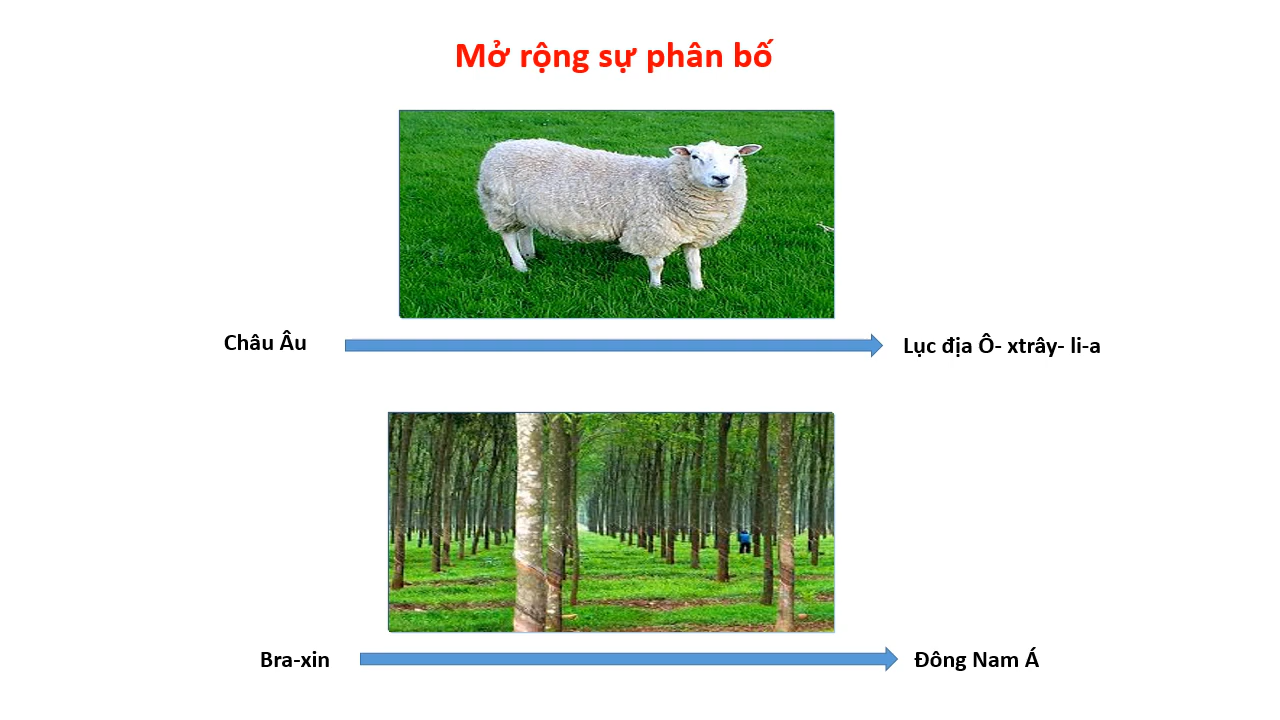 Mở rộng sự phân bố
Châu Âu
Lục địa Ô- xtrây- li-a
Bra-xin
Đông Nam Á